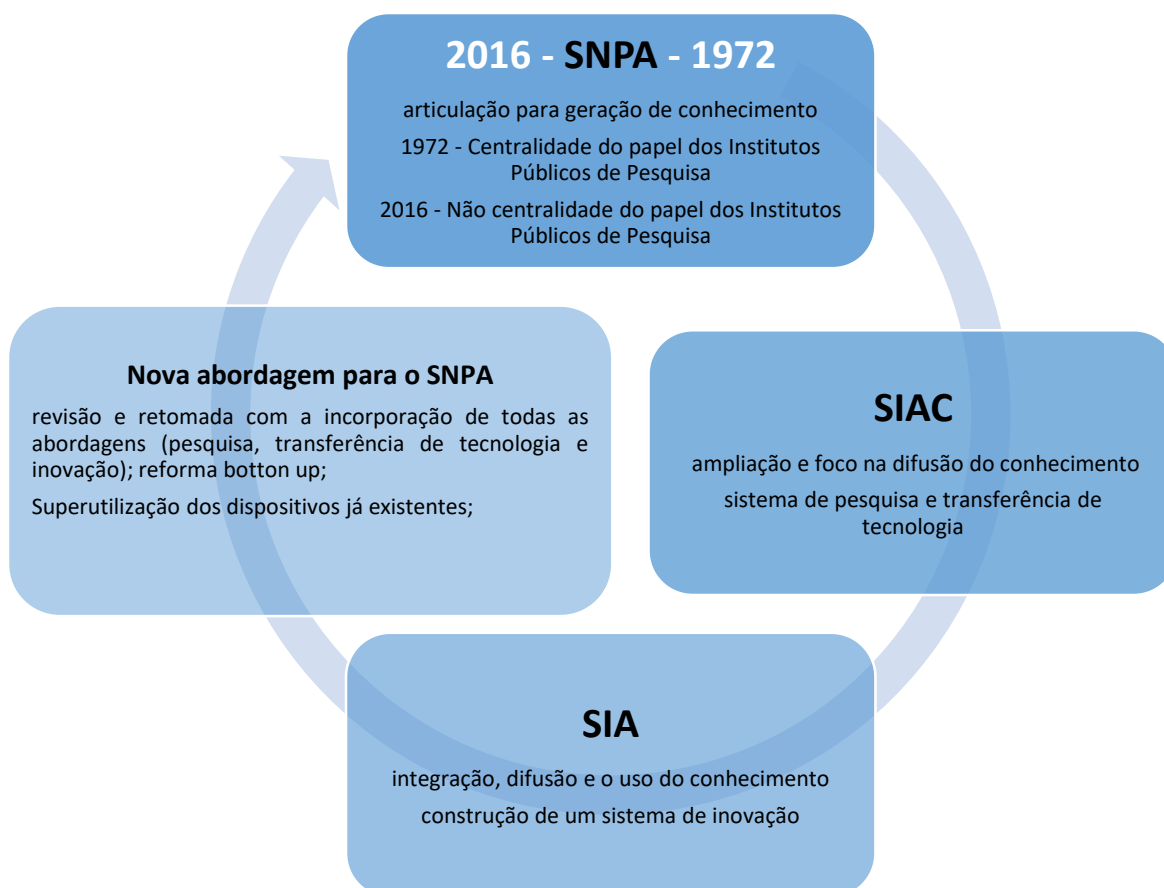 2016 - SNPA - 1972
articulação para geração de conhecimento
1972 - Centralidade do papel dos Institutos
Públicos de Pesquisa
2016 - Não centralidade do papel dos Institutos
Públicos de Pesquisa
SIAC
ampliação e foco na difusão do conhecimento
sistema de pesquisa e transferência de
tecnologia
SIA
integração, difusão e o uso do conhecimento
construção de um sistema de inovação
Nova abordagem para o SNPA
revisão e retomada com a incorporação de todas as
abordagens (pesquisa, transferência de tecnologia e
inovação); reforma botton up;
Superutilização dos dispositivos já existentes;